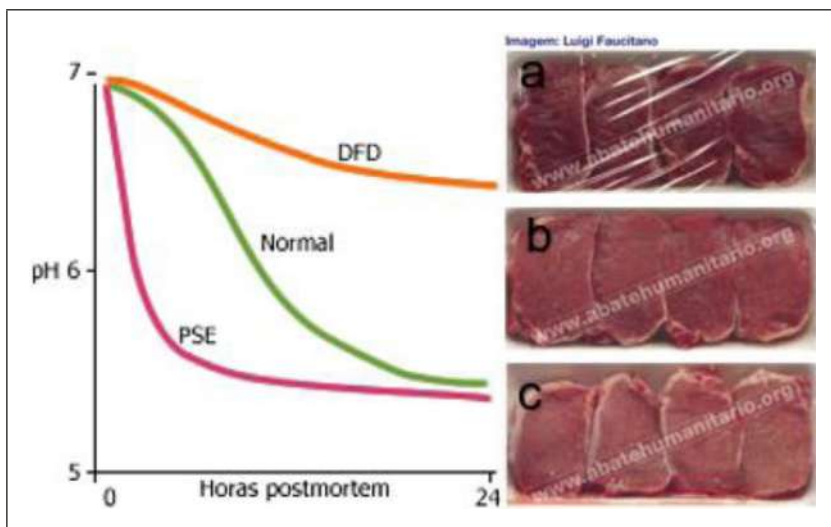 Imagem: Luigi Faucitano
7
DFD
Normal
pH 6
PSE
5
0
Horas postmortem
24
a
www.abatehumanitario.org
b
www.abatehumanitario.org
c
www.abatehumanitario.org